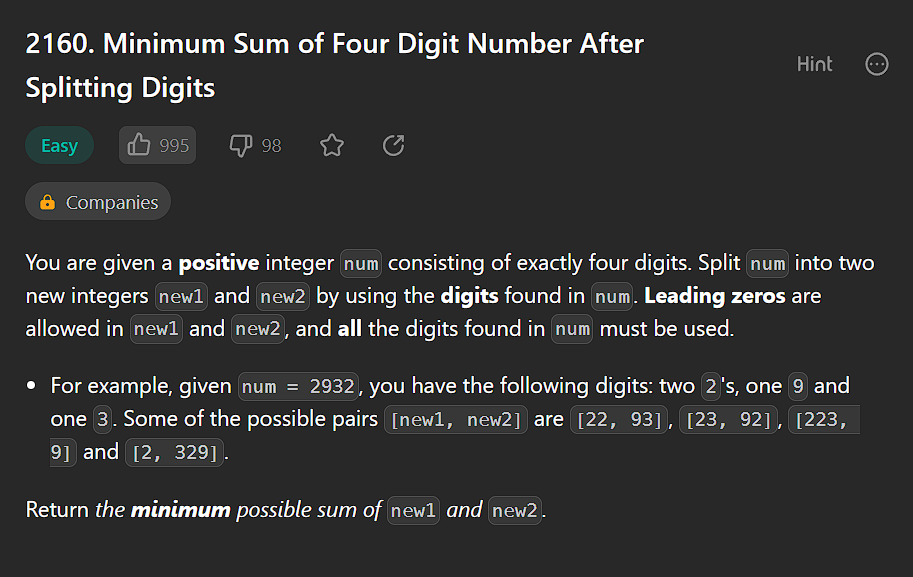 2160. Minimum Sum of Four Digit Number After
Splitting Digits
Hint
Easy
995
98
Companies
You are given a positive integer num consisting of exactly four digits. Split num into two
new integers new1 and new2 by using the digits found in num. Leading zeros are
allowed in new1 and new2, and all the digits found in num must be used.
• For example, given num = 2932, you have the following digits: two 2's, one 9 and
one 3. Some of the possible pairs [new1, new2] are [22, 93], [23, 92], [223,
9] and [2, 329].
Return the minimum possible sum of new1 and new2.